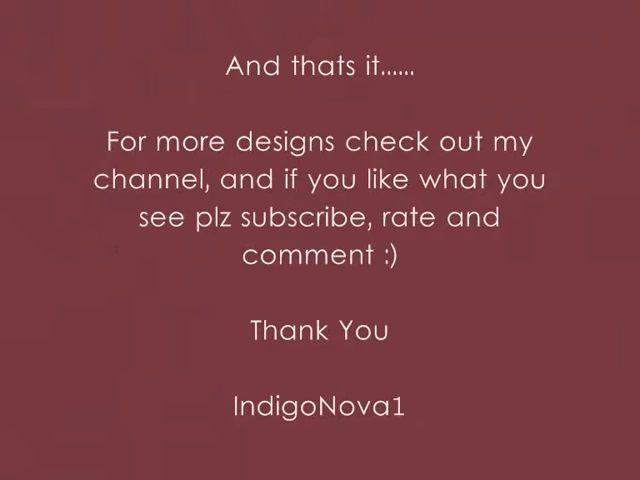 And thats it......
For more designs check out my
channel, and if you like what you
see plz subscribe, rate and
comment :)
Thank You
IndigoNova1